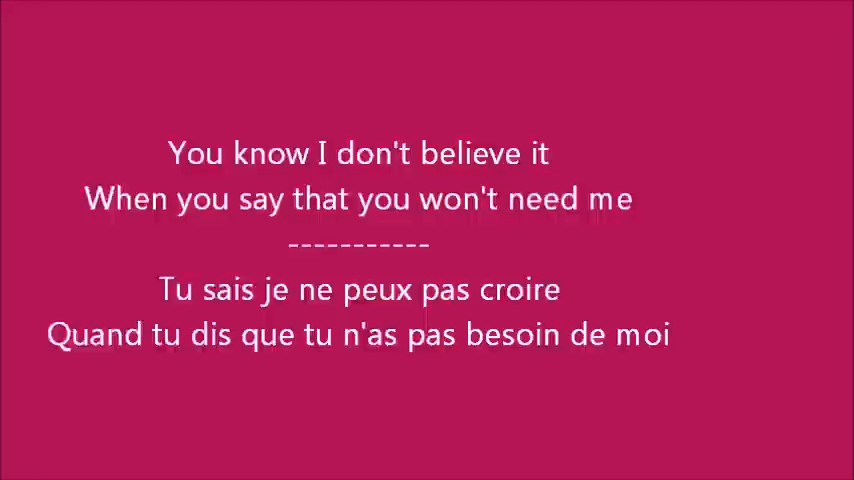 You know I don't believe it
When you say that you won't need me
-----------
Tu sais je ne peux pas croire
Quand tu dis que tu n'as pas besoin de moi